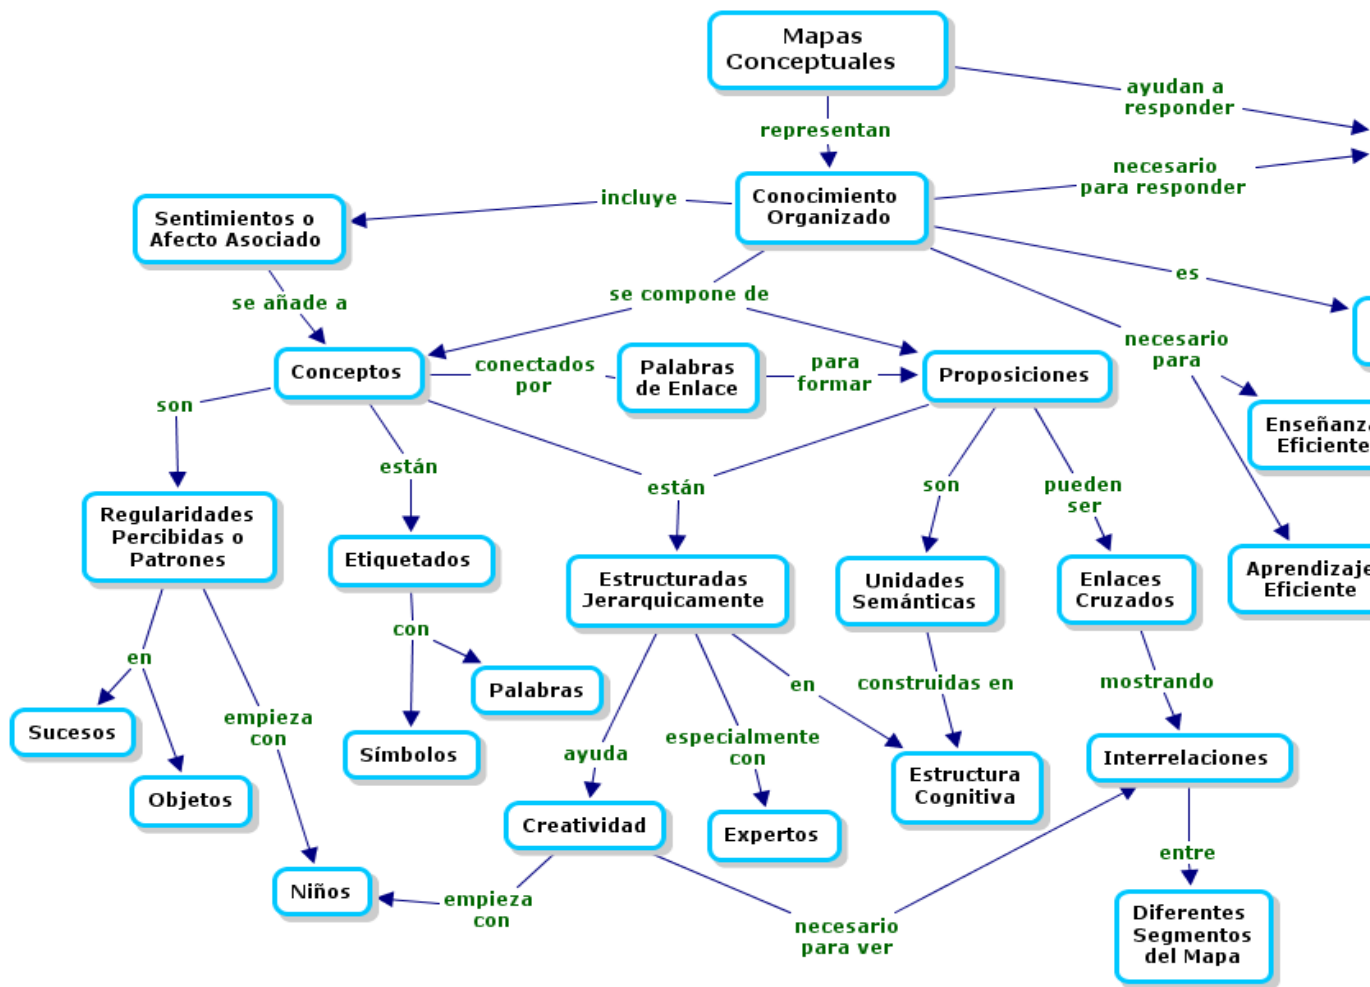 Mapas
Conceptuales
ayudan a
responder
representan
necesario
para responder
Conocimiento
Organizado
incluye
Sentimientos o
Afecto Asociado
es
se añade a
se compone de
necesario
para
Conceptos
conectados
por
Palabras
de Enlace
para
formar
Proposiciones
son
Enseñanza
Eficiente
están
están
son
pueden
ser
Regularidades
Percibidas o
Patrones
Etiquetados
Estructuradas
Jerarquicamente
Unidades
Semánticas
Enlaces
Cruzados
Aprendizaje
Eficiente
con
en
Palabras
en
construidas en
mostrando
Sucesos
empieza
con
Símbolos
ayuda
especialmente
con
Interrelaciones
Objetos
Estructura
Cognitiva
Creatividad
Expertos
entre
Niños
empieza
con
necesario
para ver
Diferentes
Segmentos
del Mapa